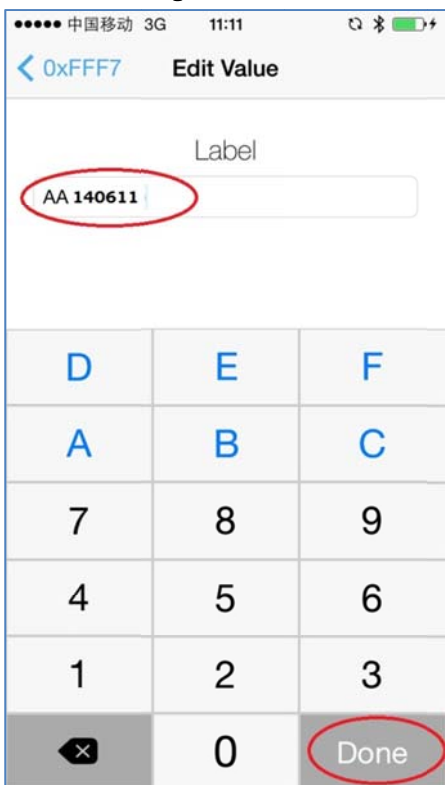 中国移动 3G 11:11
0xFFF7 Edit Value
Label
AA 140611
D E F
A B C
7 8 9
4 5 6
1 2 3
0 Done